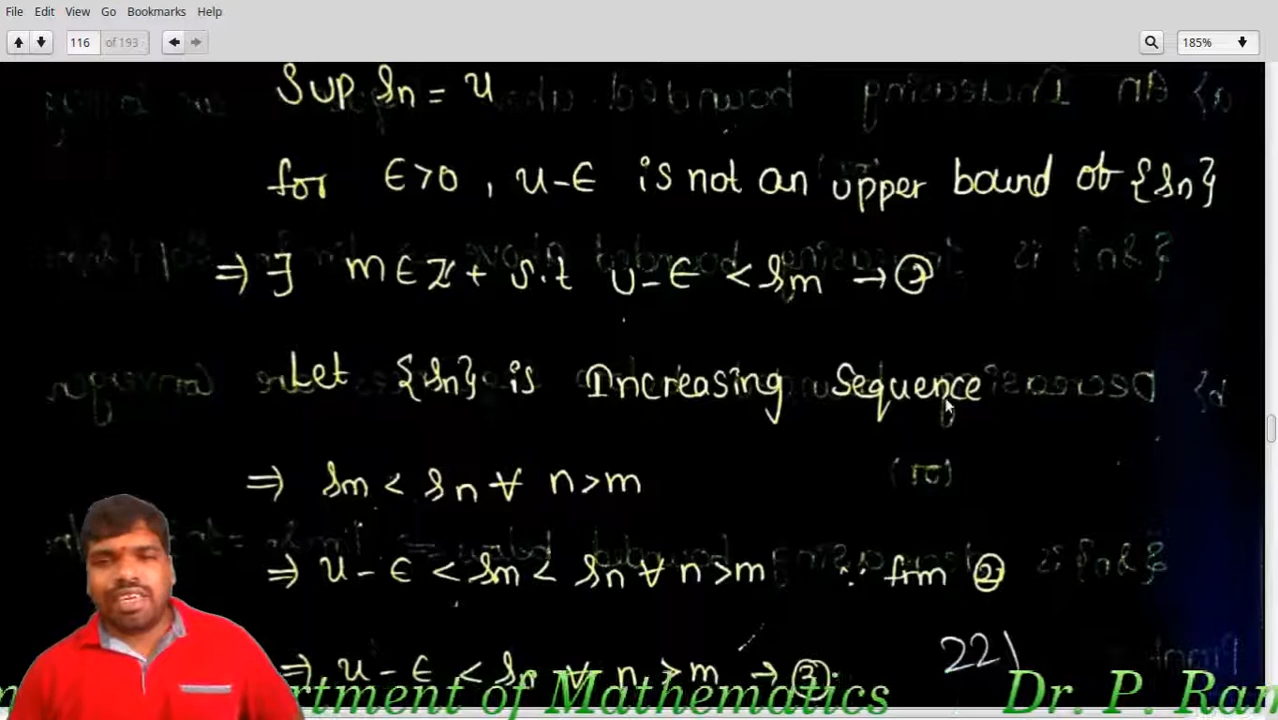 File Edit View Go Bookmarks Help
116 of 193 185%
Sup Sn = u
for ∈>0 , u-∈ is not an upper bound of {Sn}
⇒ ∃ m∈Z+ s.t u-∈ < Sm → ②
Let {Sn} is Increasing Sequence
⇒ Sm < Sn ∀ n>m
⇒ u-∈ < Sm < Sn ∀ n>m ∵ from ②
⇒ u-∈ < Sn ∀ n>m → ③
22)
rtment of Mathematics Dr. P. Ran